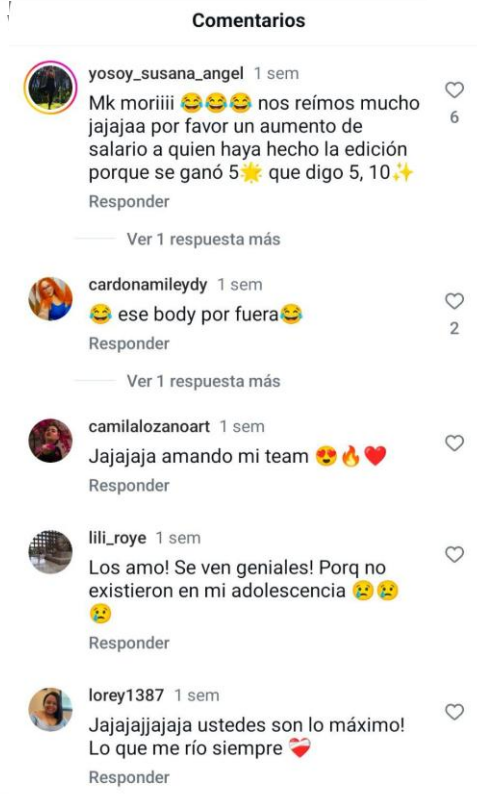 Comentarios
yosoy_susana_angel 1 sem
Mk moriiii 😂😂😂 nos reímos mucho
jajajaa por favor un aumento de
salario a quien haya hecho la edición
porque se ganó 5🌟 que digo 5, 10✨
6
Responder
Ver 1 respuesta más
cardonamileydy 1 sem
😂 ese body por fuera😂
2
Responder
Ver 1 respuesta más
camilalozanoart 1 sem
Jajajaja amando mi team 😍🔥❤️
Responder
lili_roye 1 sem
Los amo! Se ven geniales! Porq no
existieron en mi adolescencia 😢😢
😢
Responder
lorey1387 1 sem
Jajajajjajaja ustedes son lo máximo!
Lo que me río siempre ❤️‍🩹
Responder